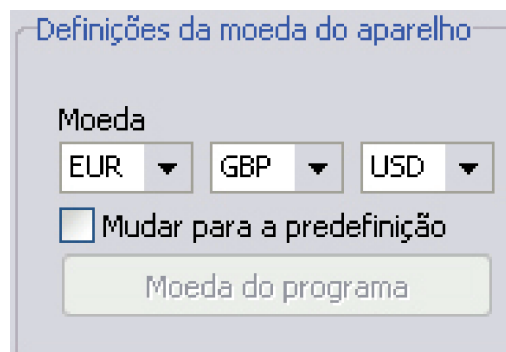 Definições da moeda do aparelho
Moeda
EUR GBP USD
Mudar para a predefinição
Moeda do programa